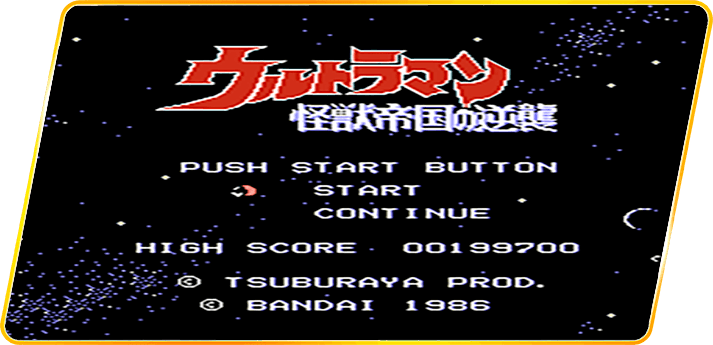 ウルトラマン
怪獣帝国の逆襲
PUSH START BUTTON
START
CONTINUE
HIGH SCORE 00199700
© TSUBURAYA PROD.
© BANDAI 1986